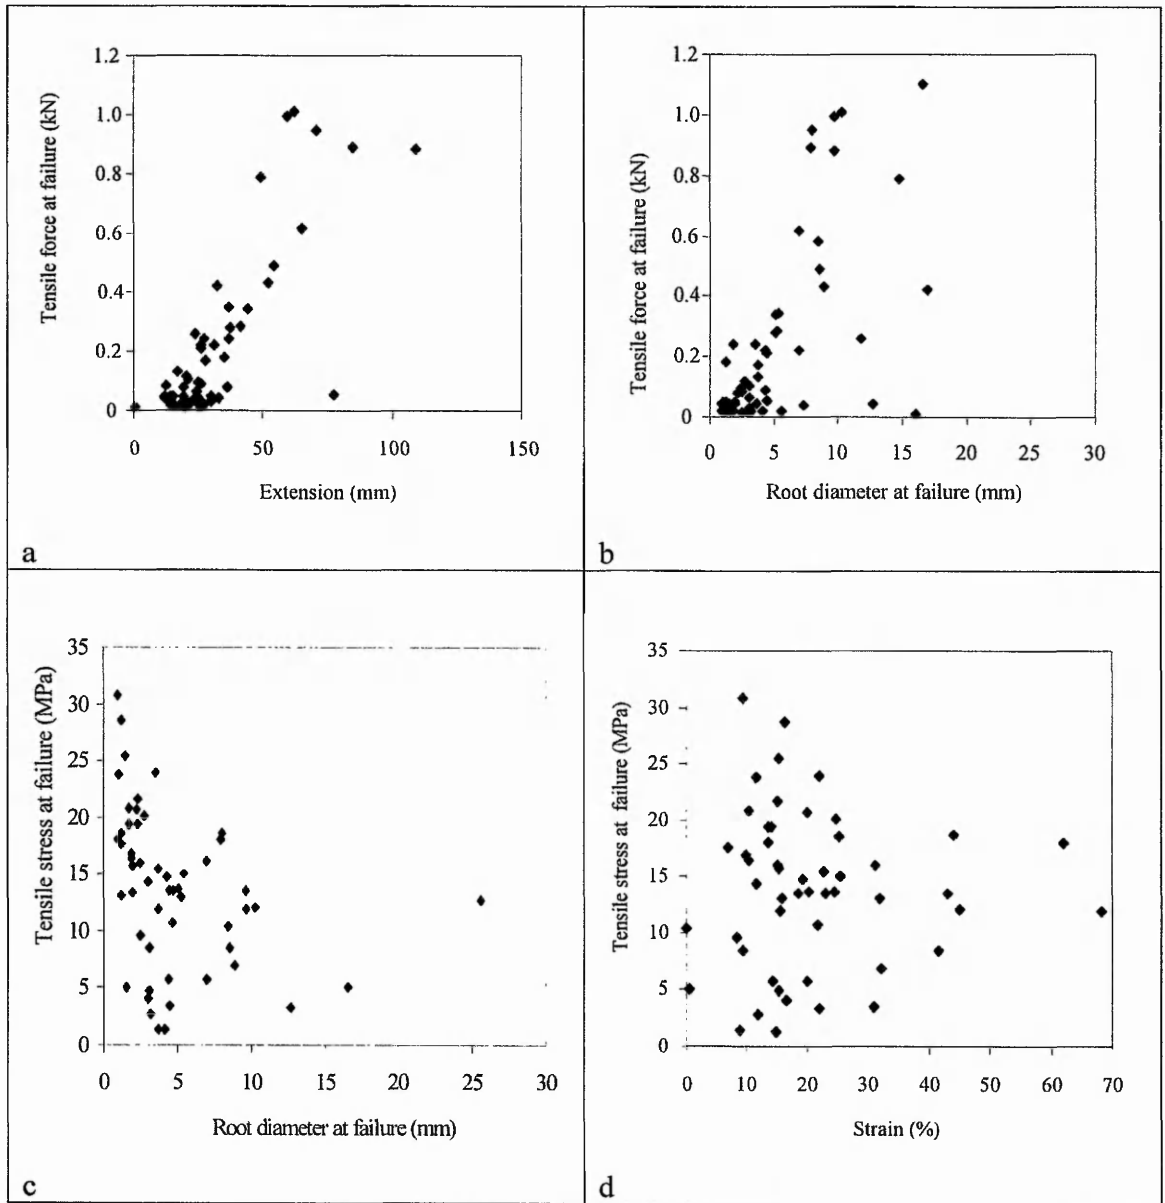 1.2
1.0
0.8
0.6
0.4
0.2
0
Tensile force at failure (kN)
0 50 100 150
Extension (mm)
a
1.2
1.0
0.8
0.6
0.4
0.2
0
Tensile force at failure (kN)
0 5 10 15 20 25 30
Root diameter at failure (mm)
b
35
30
25
20
15
10
5
0
Tensile stress at failure (MPa)
0 5 10 15 20 25 30
Root diameter at failure (mm)
c
35
30
25
20
15
10
5
0
Tensile stress at failure (MPa)
0 10 20 30 40 50 60 70
Strain (%)
d